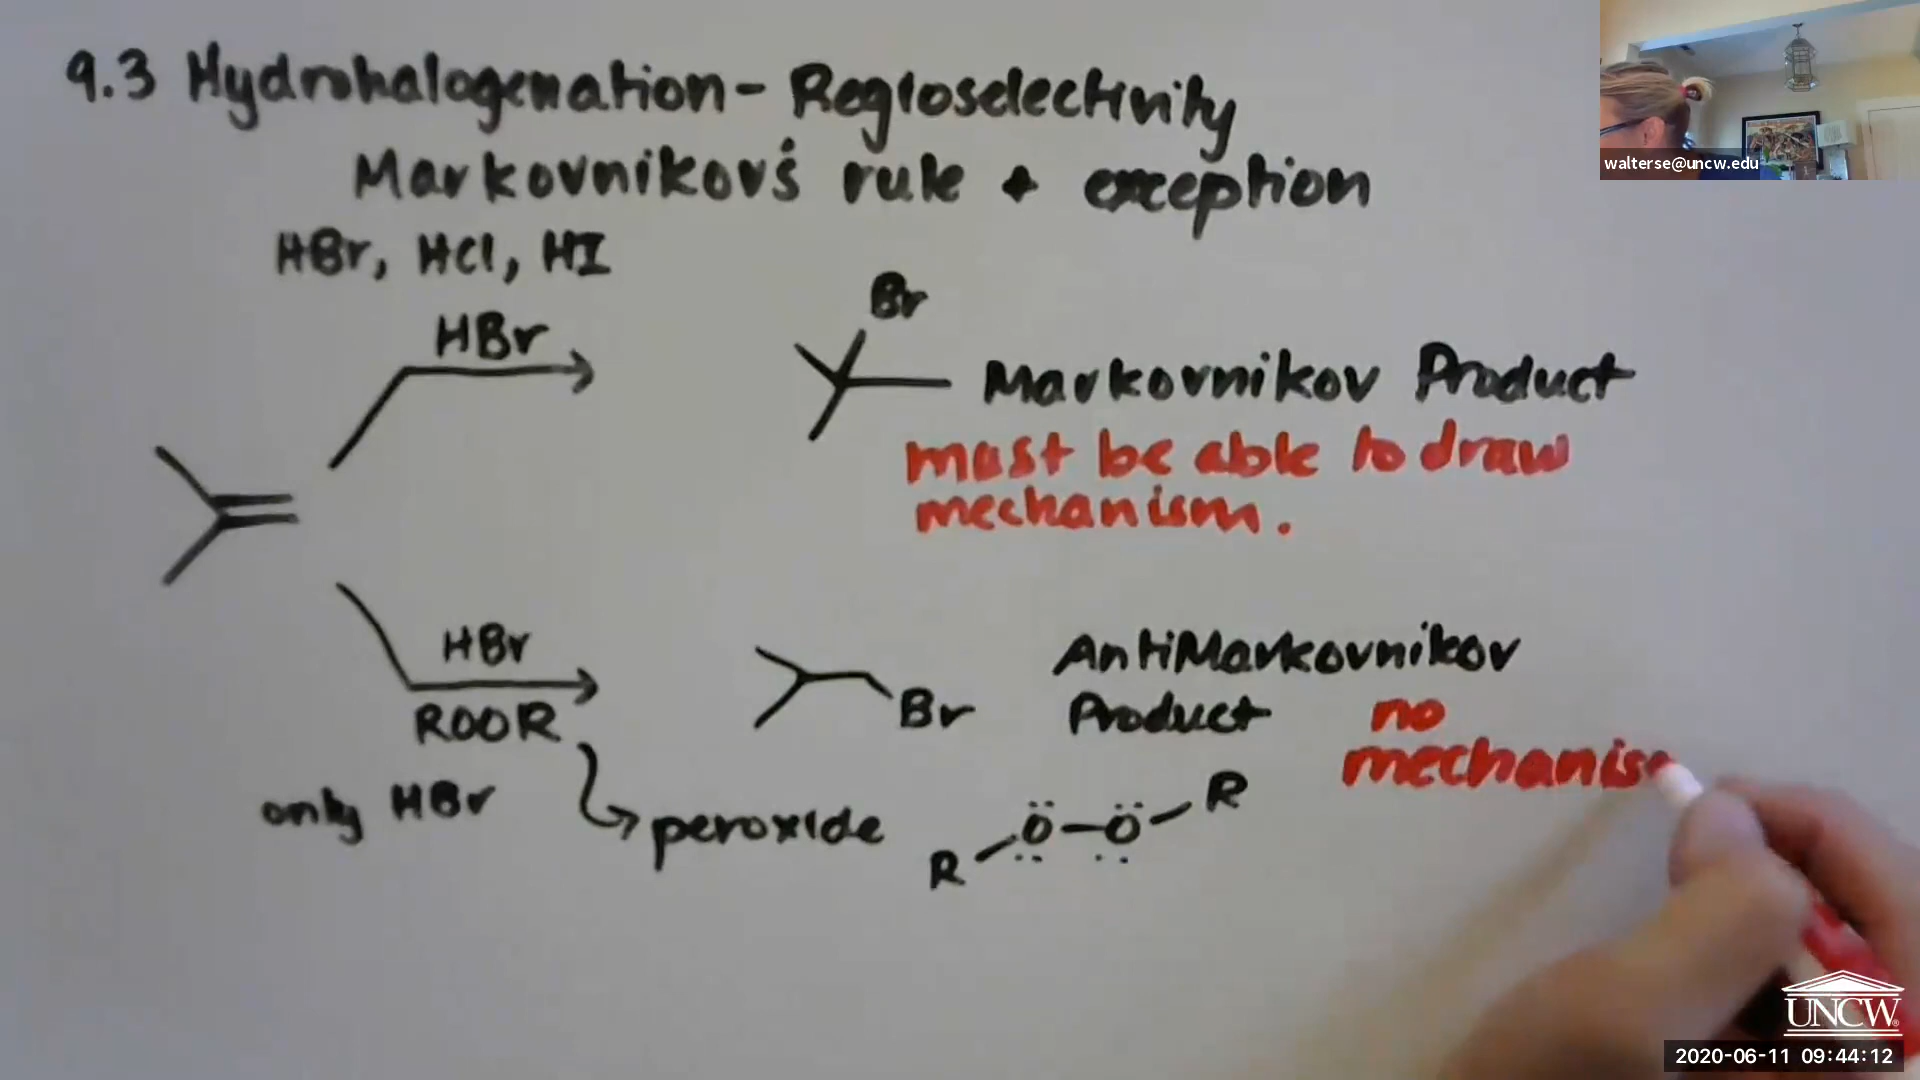 9.3 Hydrohalogenation - Regioselectivity
Markovnikov's rule + exception
HBr, HCl, HI
HBr
Br
Markovnikov Product
must be able to draw
mechanism.
HBr
ROOR
Br
AntiMarkovnikov
Product
no
mechanis
only HBr
peroxide
R
O
O
R
walterse@uncw.edu
UNCW
2020-06-11 09:44:12